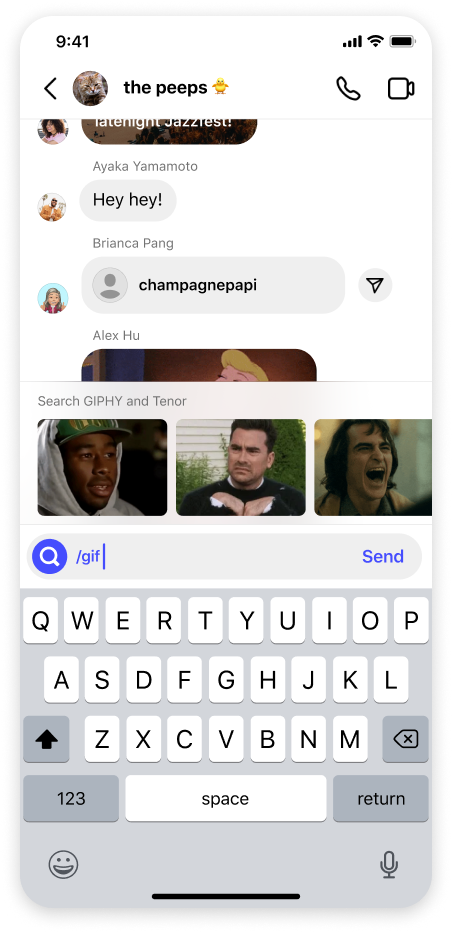 9:41
the peeps 🐥
latenight Jazzfest!
Ayaka Yamamoto
Hey hey!
Brianca Pang
champagnepapi
Alex Hu
Search GIPHY and Tenor
/gif
Send
Q W E R T Y U I O P
A S D F G H J K L
Z X C V B N M
123 space return